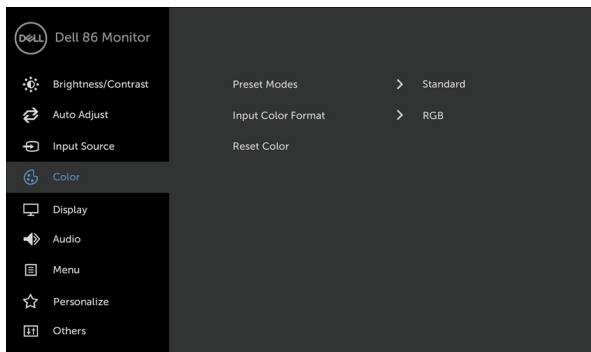 DELL Dell 86 Monitor
Brightness/Contrast
Preset Modes Standard
Auto Adjust
Input Color Format RGB
Input Source
Reset Color
Color
Display
Audio
Menu
Personalize
Others